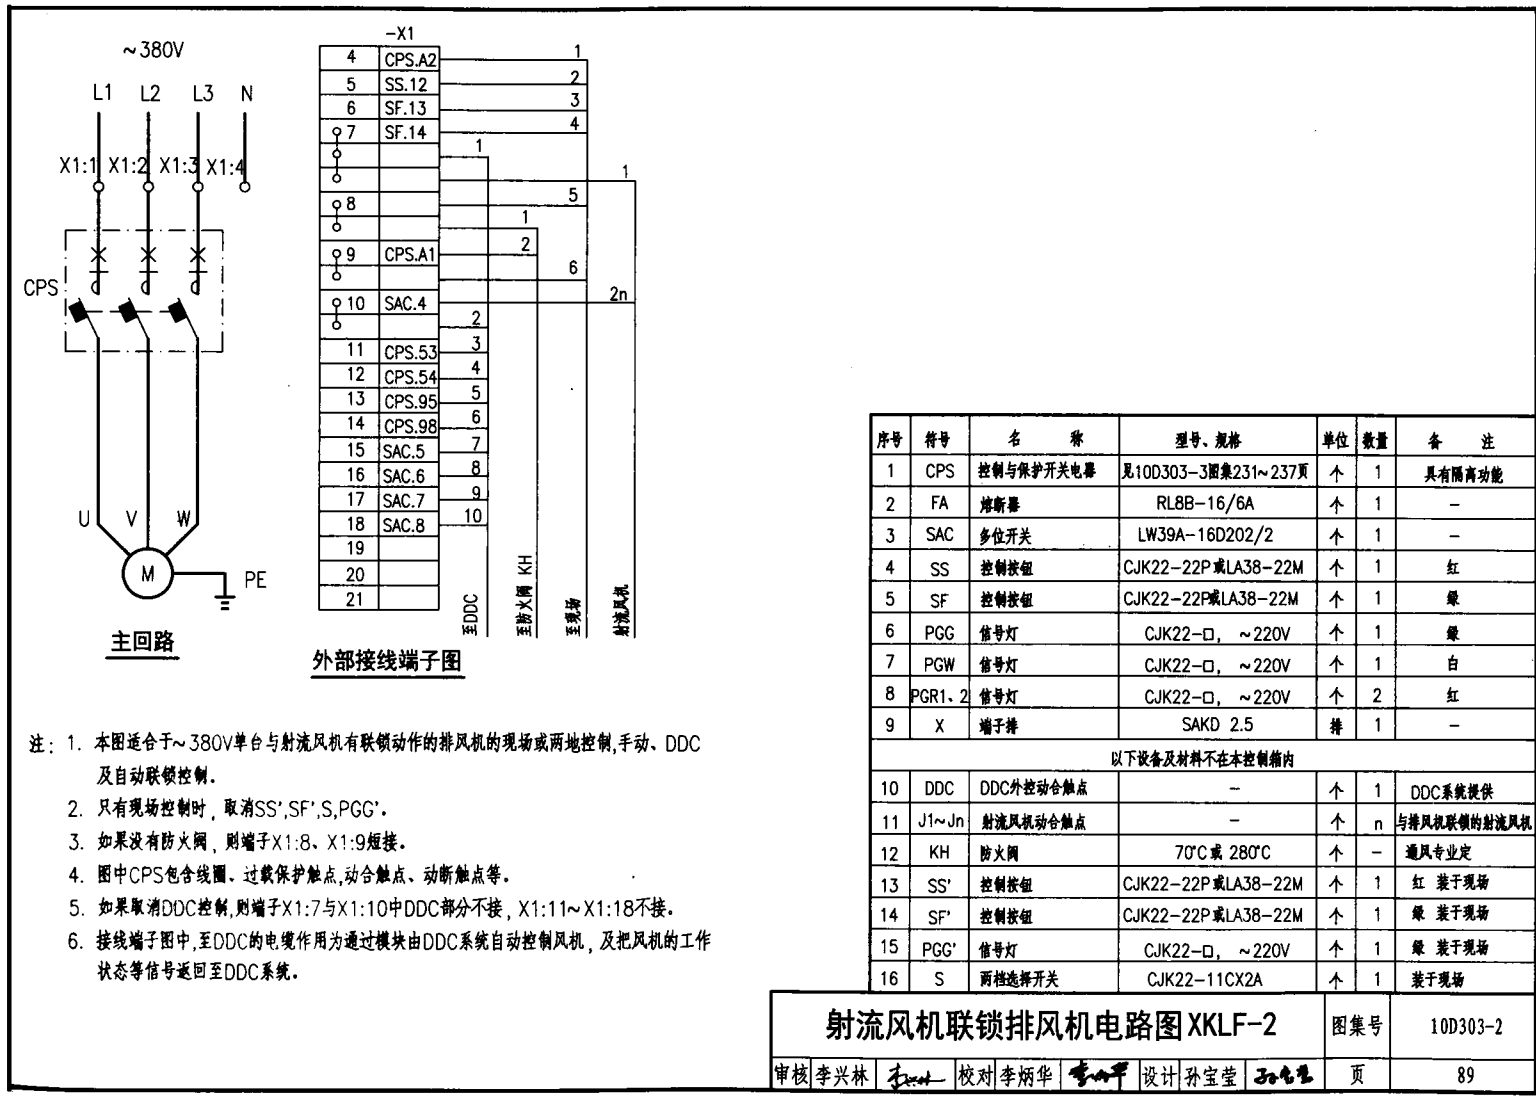 ~380V
L1 L2 L3 N
X1:1 X1:2 X1:3 X1:4
CPS
U V W
M
PE
主回路
-X1
4 CPS.A2 1
5 SS.12 2
6 SF.13 3
7 SF.14 4
1
1
8 5
1
9 CPS.A1 2
6
10 SAC.4 2n
2
11 CPS.53 3
12 CPS.54 4
13 CPS.95 5
14 CPS.98 6
15 SAC.5 7
16 SAC.6 8
17 SAC.7 9
18 SAC.8 10
19
20
21
至DDC
至防火阀 KH
至现场
射流风机
外部接线端子图
注: 1. 本图适合于~380V单台与射流风机有联锁动作的排风机的现场或两地控制,手动、DDC
及自动联锁控制。
2. 只有现场控制时, 取消SS',SF',S,PGG'。
3. 如果没有防火阀, 则端子X1:8、X1:9短接。
4. 图中CPS包含线圈、过载保护触点,动合触点、动断触点等。
5. 如果取消DDC控制,则端子X1:7与X1:10中DDC部分不接, X1:11~X1:18不接。
6. 接线端子图中,至DDC的电缆作用为通过模块由DDC系统自动控制风机, 及把风机的工作
状态等信号返回至DDC系统。
序号 符号 名 称 型号、规格 单位 数量 备 注
1 CPS 控制与保护开关电器 见10D303-3图集231~237页 个 1 具有隔离功能
2 FA 熔断器 RL8B-16/6A 个 1 -
3 SAC 多位开关 LW39A-16D202/2 个 1 -
4 SS 控制按钮 CJK22-22P或LA38-22M 个 1 红
5 SF 控制按钮 CJK22-22P或LA38-22M 个 1 绿
6 PGG 信号灯 CJK22-□, ~220V 个 1 绿
7 PGW 信号灯 CJK22-□, ~220V 个 1 白
8 PGR1、2 信号灯 CJK22-□, ~220V 个 2 红
9 X 端子排 SAKD 2.5 排 1 -
以下设备及材料不在本控制箱内
10 DDC DDC外控动合触点 - 个 1 DDC系统提供
11 J1~Jn 射流风机动合触点 - 个 n 与排风机联锁的射流风机
12 KH 防火阀 70℃或 280℃ 个 - 通风专业定
13 SS' 控制按钮 CJK22-22P或LA38-22M 个 1 红 装于现场
14 SF' 控制按钮 CJK22-22P或LA38-22M 个 1 绿 装于现场
15 PGG' 信号灯 CJK22-□, ~220V 个 1 绿 装于现场
16 S 两档选择开关 CJK22-11CX2A 个 1 装于现场
射流风机联锁排风机电路图XKLF-2 图集号 10D303-2
审核 李兴林 李兴林 校对 李炳华 李炳华 设计 孙宝莹 孙宝莹 页 89